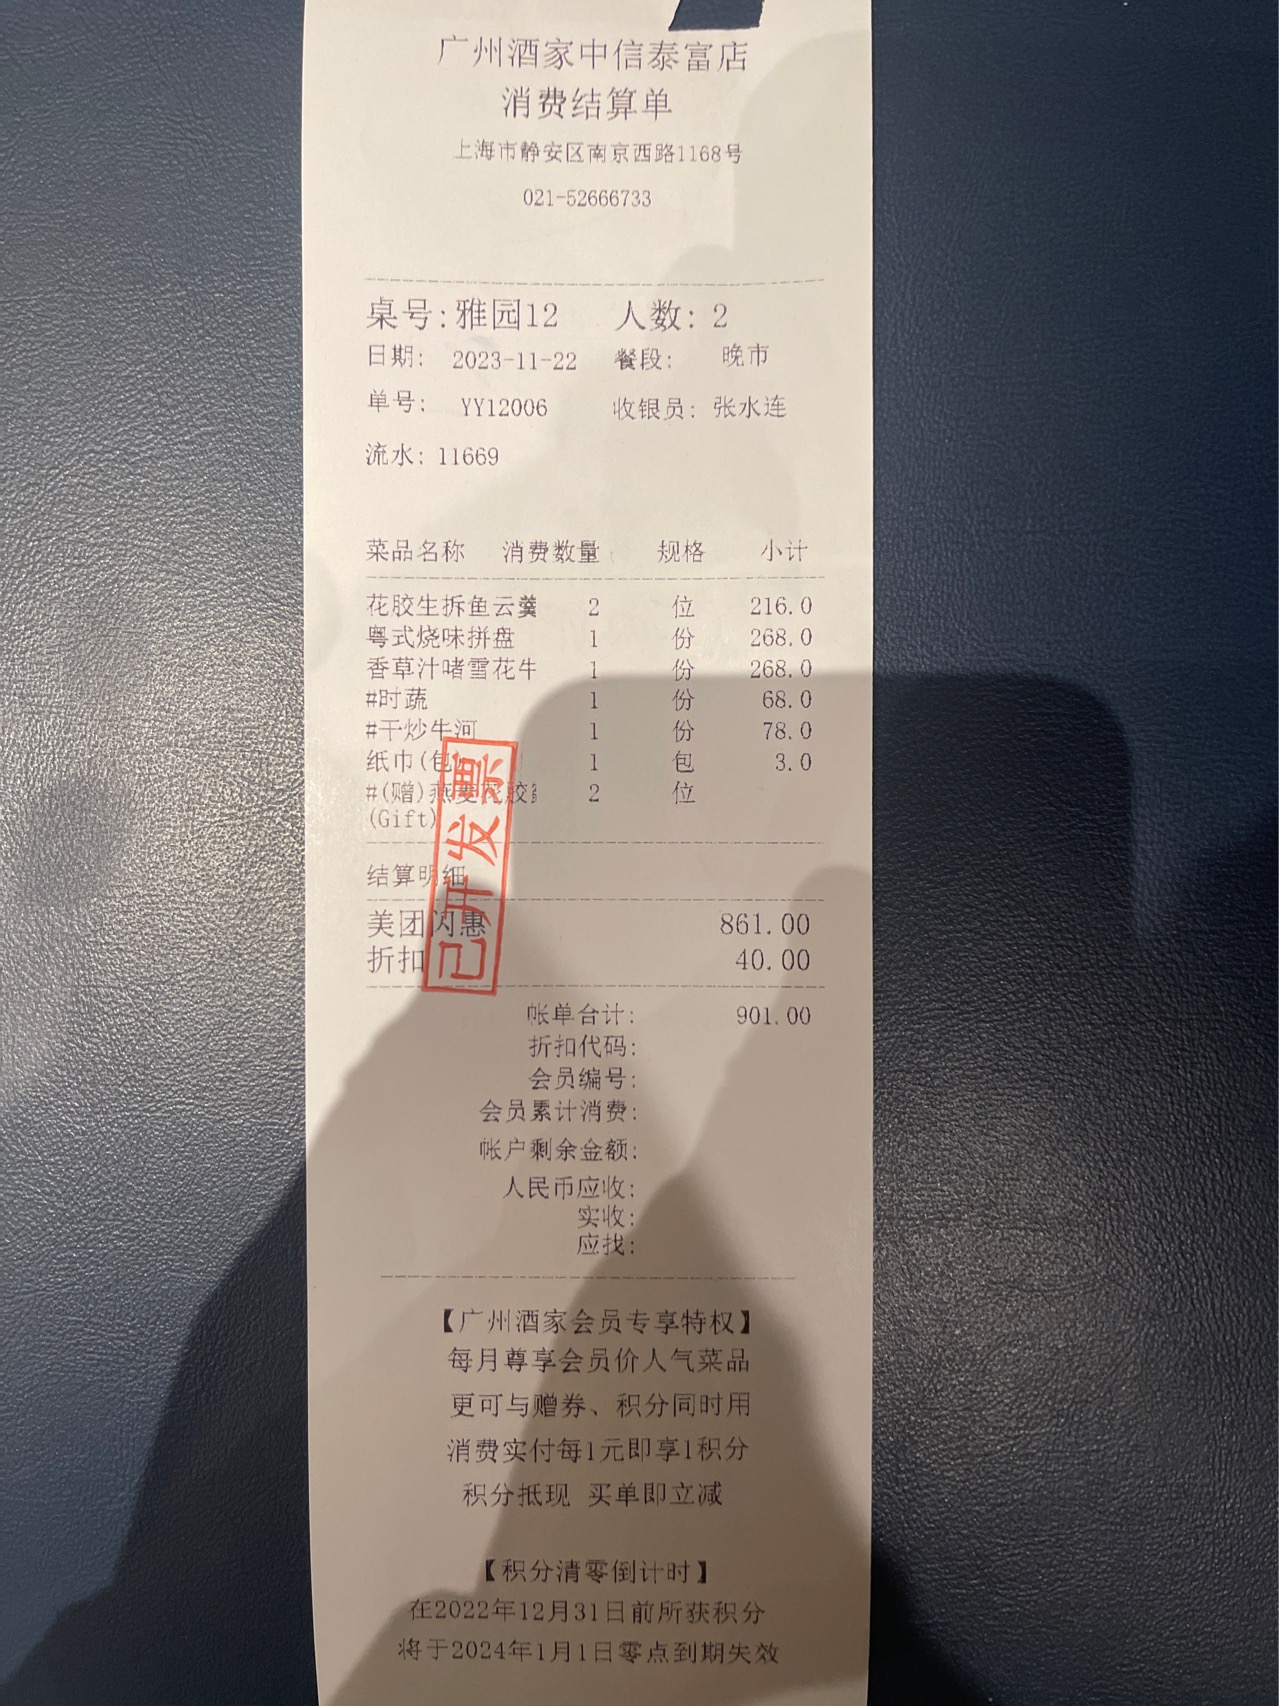 广州酒家中信泰富店
消费结算单
上海市静安区南京西路1168号
021-52666733
桌号:雅园12 人数: 2
日期: 2023-11-22 餐段: 晚市
单号: YY12006 收银员: 张水连
流水: 11669
菜品名称 消费数量 规格 小计
花胶生拆鱼云羹 2 位 216.0
粤式烧味拼盘 1 份 268.0
香草汁啫雪花牛 1 份 268.0
#时蔬 1 份 68.0
#干炒牛河 1 份 78.0
纸巾(包 1 包 3.0
#(赠)燕麦花胶 2 位
(Gift)
已开发票
结算明细
美团闪惠 861.00
折扣 40.00
帐单合计: 901.00
折扣代码:
会员编号:
会员累计消费:
帐户剩余金额:
人民币应收:
实收:
应找:
【广州酒家会员专享特权】
每月尊享会员价人气菜品
更可与赠券、积分同时用
消费实付每1元即享1积分
积分抵现 买单即立减
【积分清零倒计时】
在2022年12月31日前所获积分
将于2024年1月1日零点到期失效